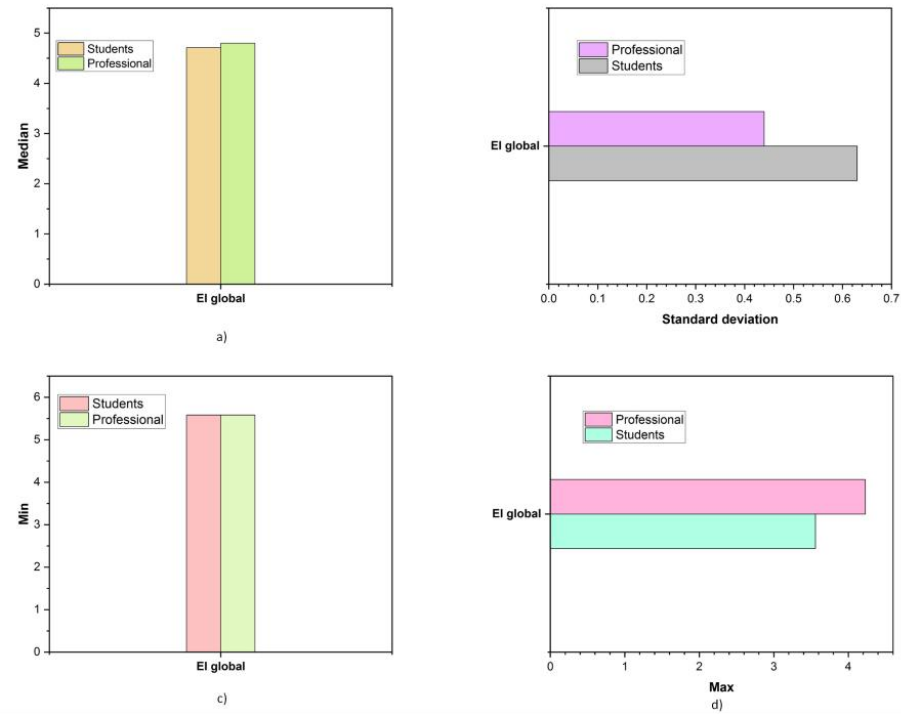 5
4
3
2
1
0
Median
Students
Professional
EI global
a)
Professional
Students
EI global
0.0 0.1 0.2 0.3 0.4 0.5 0.6 0.7
Standard deviation
6
5
4
3
2
1
0
Min
Students
Professional
EI global
c)
Professional
Students
EI global
0 1 2 3 4
Max
d)